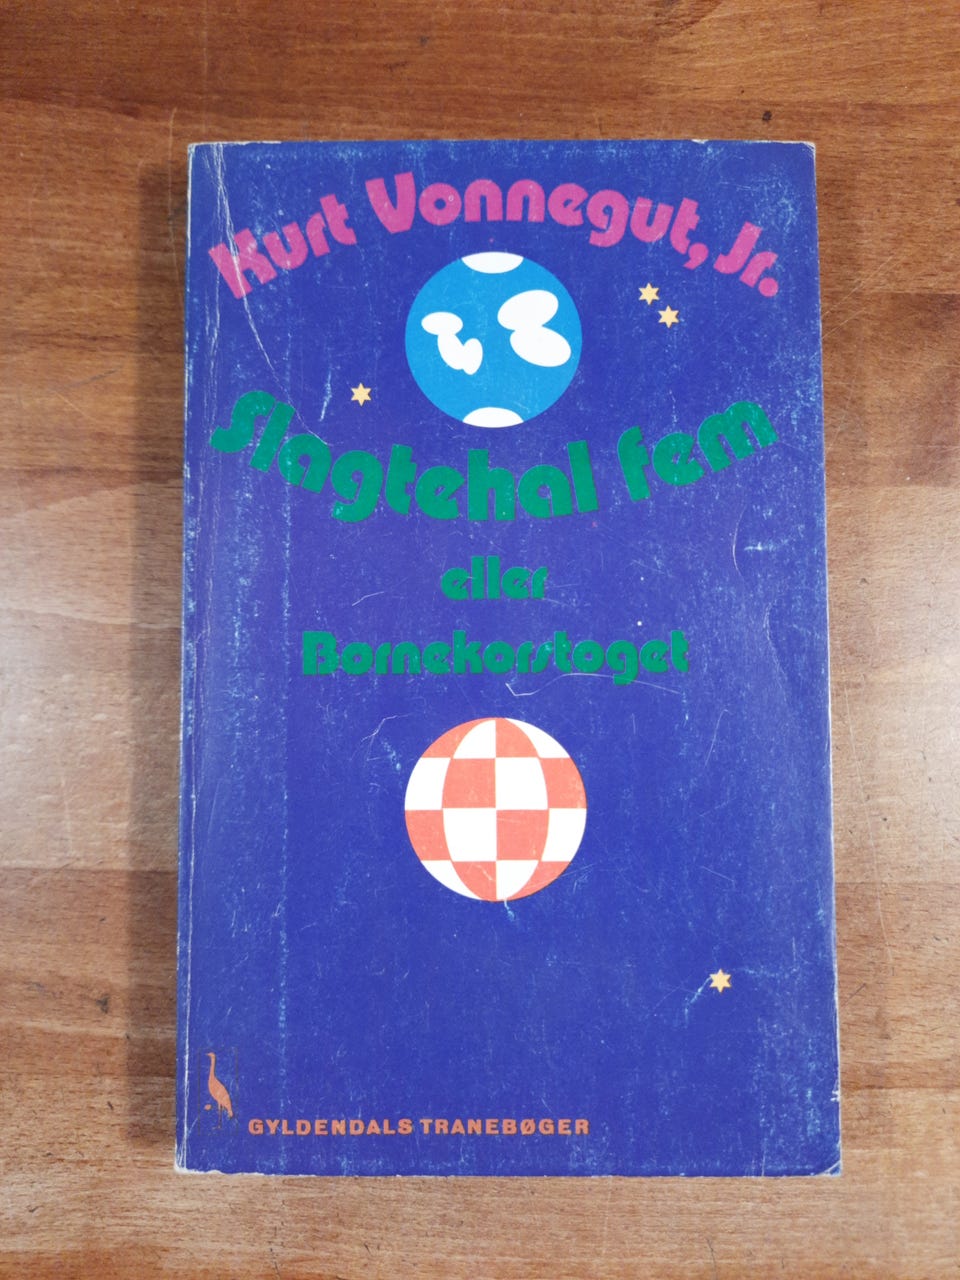 Kurt Vonnegut, Jr.
Slagtehal fem
eller
Børnekorstoget
GYLDENDALS TRANEBØGER